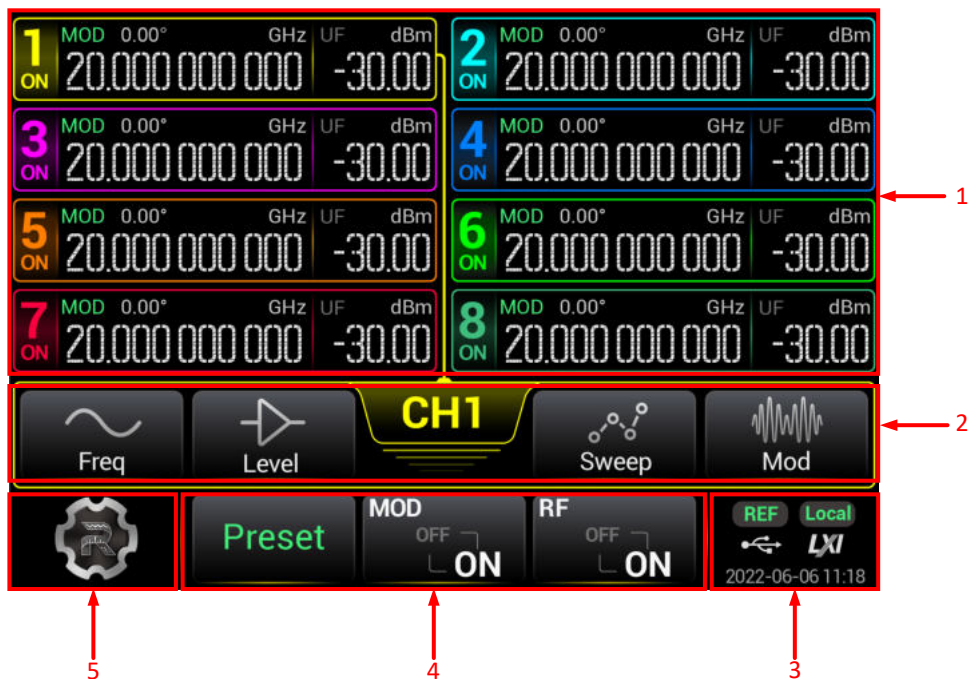 1 MOD 0.00° GHz UF dBm
ON 20.000 000 000 -30.00
2 MOD 0.00° GHz UF dBm
ON 20.000 000 000 -30.00
3 MOD 0.00° GHz UF dBm
ON 20.000 000 000 -30.00
4 MOD 0.00° GHz UF dBm
ON 20.000 000 000 -30.00
1
5 MOD 0.00° GHz UF dBm
ON 20.000 000 000 -30.00
6 MOD 0.00° GHz UF dBm
ON 20.000 000 000 -30.00
7 MOD 0.00° GHz UF dBm
ON 20.000 000 000 -30.00
8 MOD 0.00° GHz UF dBm
ON 20.000 000 000 -30.00
CH1
Freq Level Sweep Mod
2
R
Preset
MOD
OFF
ON
RF
OFF
ON
REF Local
LXI
2022-06-06 11:18
5 4 3